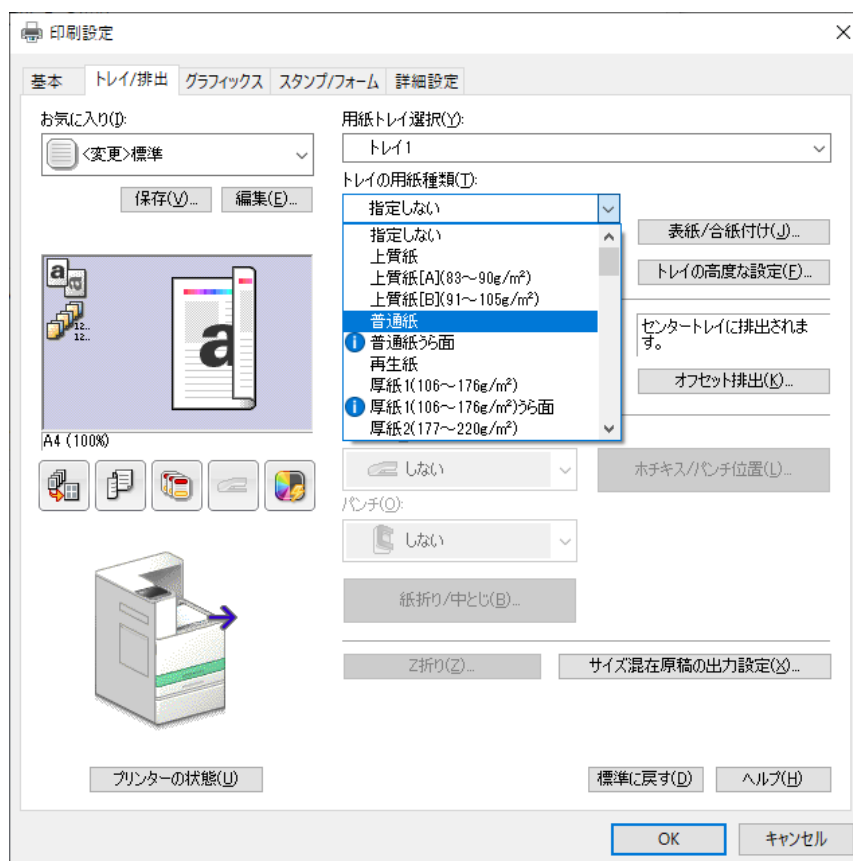 印刷設定
基本 トレイ/排出 グラフィックス スタンプ/フォーム 詳細設定
お気に入り(I):
<変更>標準
保存(V)...
編集(E)...
A4 (100%)
プリンターの状態(U)
用紙トレイ選択(Y):
トレイ1
トレイの用紙種類(T):
指定しない
指定しない
上質紙
上質紙[A](83～90g/m²)
上質紙[B](91～105g/m²)
普通紙
普通紙うら面
再生紙
厚紙1(106～176g/m²)
厚紙1(106～176g/m²)うら面
厚紙2(177～220g/m²)
表紙/合紙付け(J)...
トレイの高度な設定(F)...
センタートレイに排出されま
す。
オフセット排出(K)...
しない
ホチキス/パンチ位置(L)...
パンチ(O):
しない
紙折り/中とじ(B)...
Z折り(Z)...
サイズ混在原稿の出力設定(X)...
標準に戻す(D)
ヘルプ(H)
OK
キャンセル